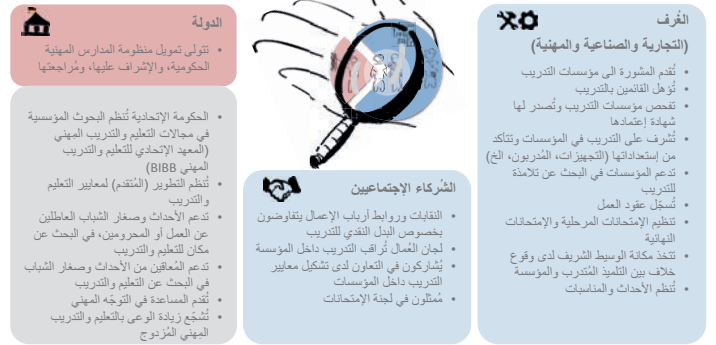 الغُرف
(التجارية والصناعية والمهنية)
• تُقدم المشورة الى مؤسسات التدريب
• تُؤهل القائمين بالتدريب
• تفحص مؤسسات التدريب وتُصدر لها
شهادة إعتمادها
• تُشرف على التدريب في المؤسسات وتتأكد
من إستعداداتها (التجهيزات، المُدربون، الخ)
• تدعم المؤسسات في البحث عن تلامذة
للتدريب
• تُسجّل عقود العمل
• تنظيم الإمتحانات المرحلية والإمتحانات
النهائية
• تتخذ مكانة الوسيط الشريف لدى وقوع
خلاف بين التلميذ المُتدرب والمؤسسة
• تُنظم الأحداث والمناسبات
الشُركاء الإجتماعيين
• النقابات وروابط أرباب الإعمال يتفاوضون
بخصوص البدل النقدي للتدريب
• لجان العُمال تُراقب التدريب داخل المؤسسة
• يُشاركون في التعاون لدى تشكيل معايير
التدريب داخل المؤسسات
• مُمثلون في لجنة الإمتحانات
الدولة
• تتولى تمويل منظومة المدارس المهنية
الحكومية، والإشراف عليها، ومُراجعتها
• الحكومة الإتحادية تُنظم البحوث المؤسسية
في مجالات التعليم والتدريب المهني
(المعهد الإتحادي للتعليم والتدريب
المهني BIBB)
• تُنظم التطوير (المُتقدم) لمعايير التعليم
والتدريب
• تدعم الأحداث وصغار الشباب العاطلين
عن العمل أو المحرومين، في البحث عن
مكان للتعليم والتدريب
• تدعم المُعاقين من الأحداث وصغار الشباب
في البحث عن التعليم والتدريب
• تُقدم المساعدة في التوجّه المهني
• تُشجّع زيادة الوعى بالتعليم والتدريب
المِهني المُزدوج